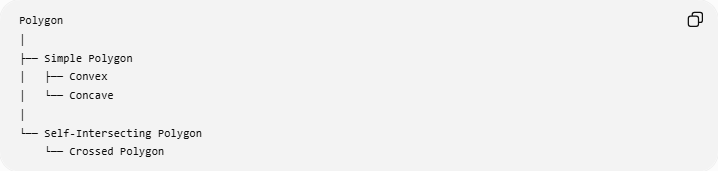 Polygon
│
├── Simple Polygon
│   ├── Convex
│   └── Concave
│
└── Self-Intersecting Polygon
    └── Crossed Polygon